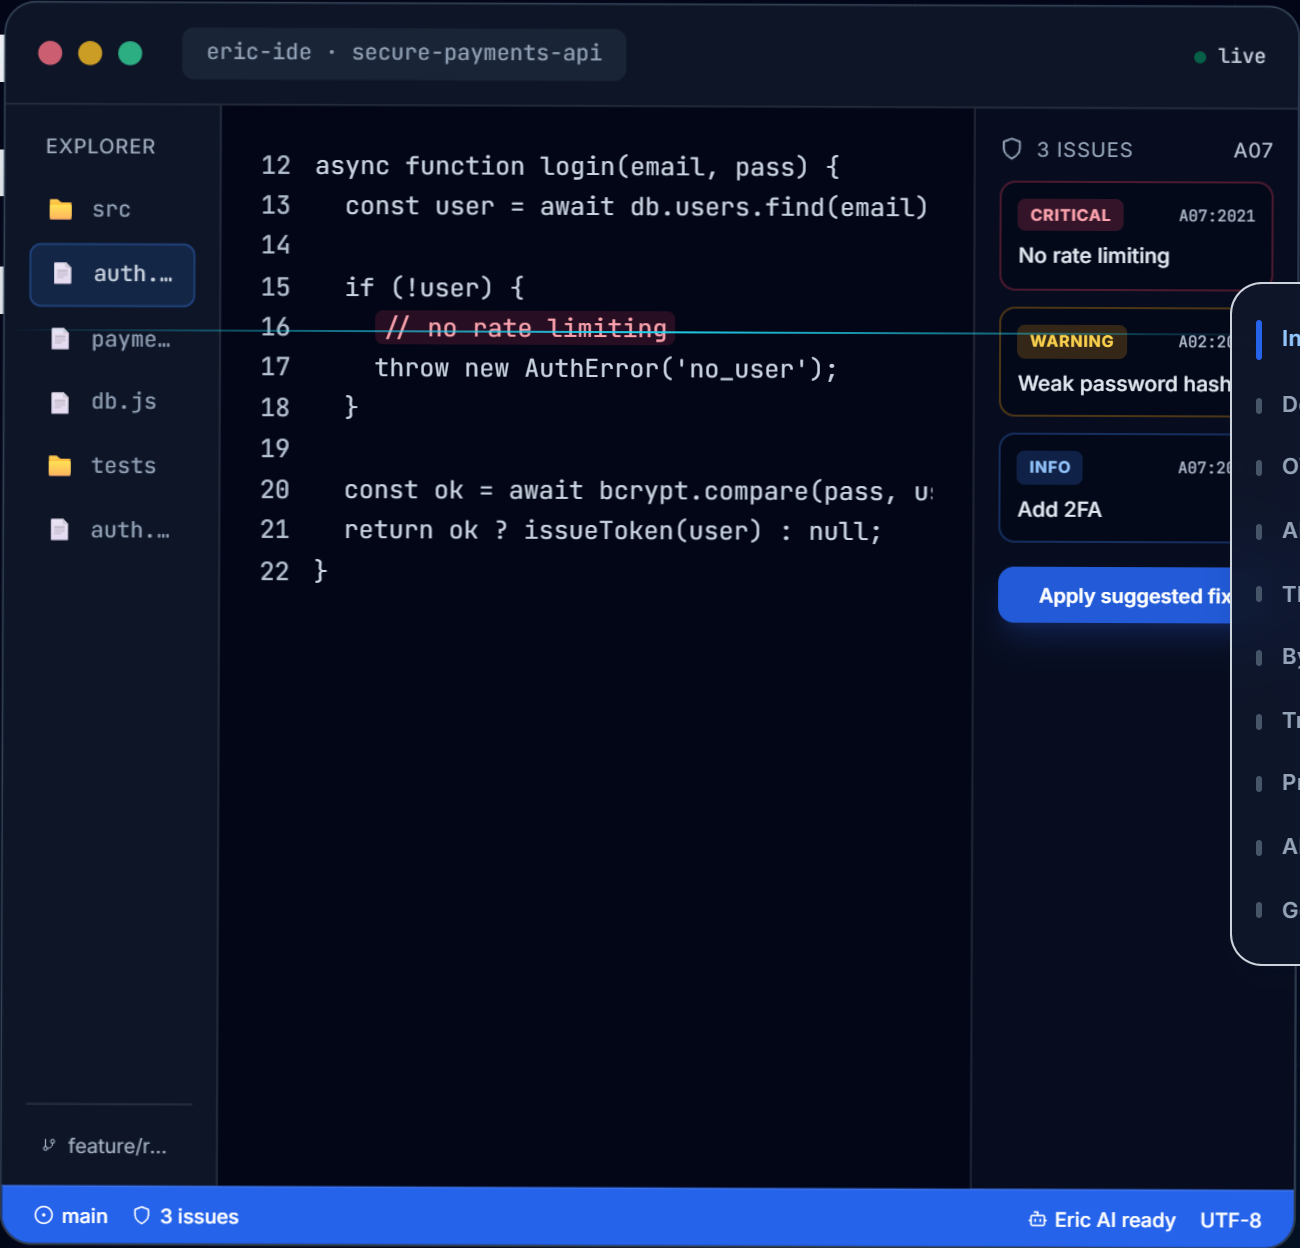 eric-ide · secure-payments-api
live
EXPLORER
src
auth.…
payme…
db.js
tests
auth.…
feature/r…
12 async function login(email, pass) {
13 const user = await db.users.find(email)
14
15 if (!user) {
16 // no rate limiting
17 throw new AuthError('no_user');
18 }
19
20 const ok = await bcrypt.compare(pass,
21 return ok ? issueToken(user) : null;
22 }
3 ISSUES A07
CRITICAL A07:2021
No rate limiting
WARNING A02:20
Weak password hash
INFO A07:20
Add 2FA
Apply suggested fix
main 3 issues
Eric AI ready UTF-8